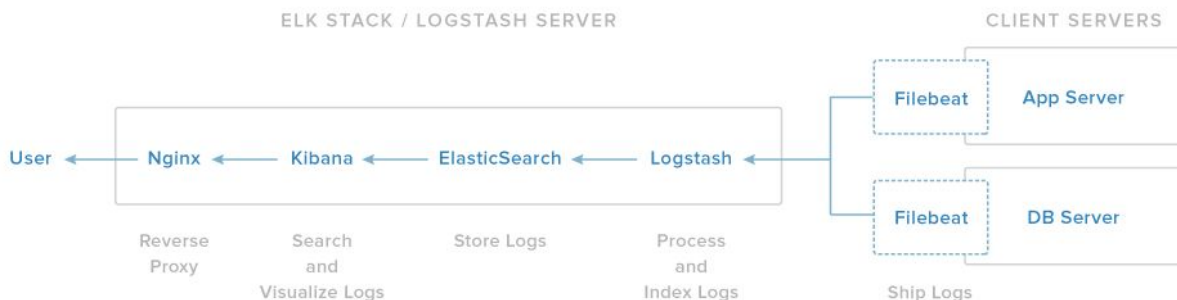 ELK STACK / LOGSTASH SERVER
CLIENT SERVERS
Filebeat
App Server
User
Nginx
Kibana
ElasticSearch
Logstash
Filebeat
DB Server
Reverse
Proxy
Search
and
Visualize Logs
Store Logs
Process
and
Index Logs
Ship Logs